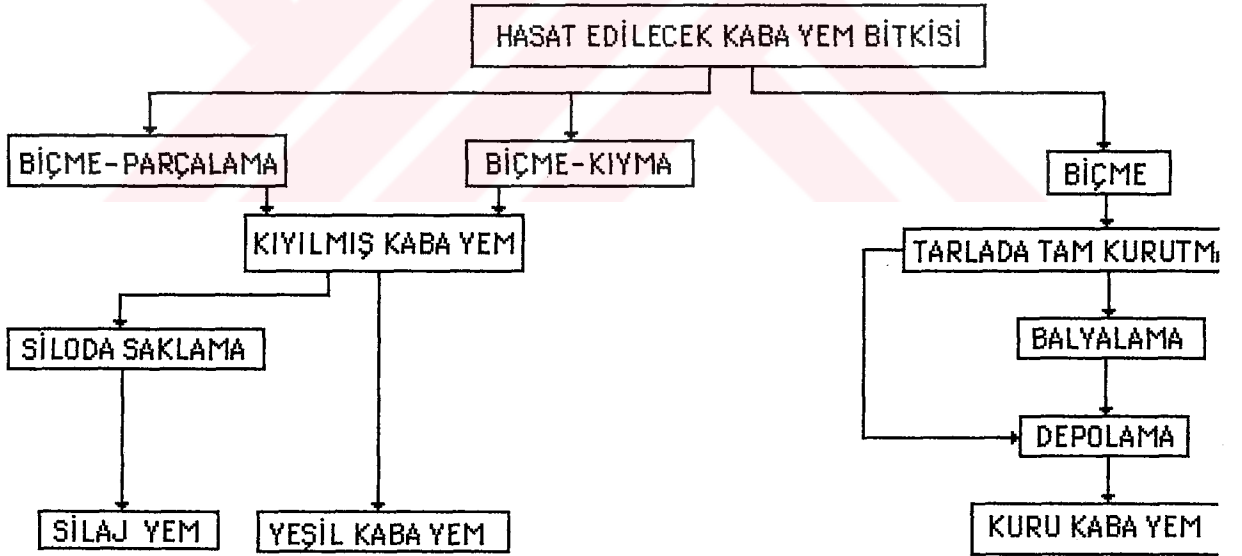 HASAT EDİLECEK KABA YEM BİTKİSİ
BİÇME-PARÇALAMA
BİÇME-KIYMA
BİÇME
KIYILMIŞ KABA YEM
TARLADA TAM
SİLODA SAKLAMA
BALYALAMA
DEPOLAMA
SİLAJ YEM
YEŞİL KABA YEM
KURU KABA YEM